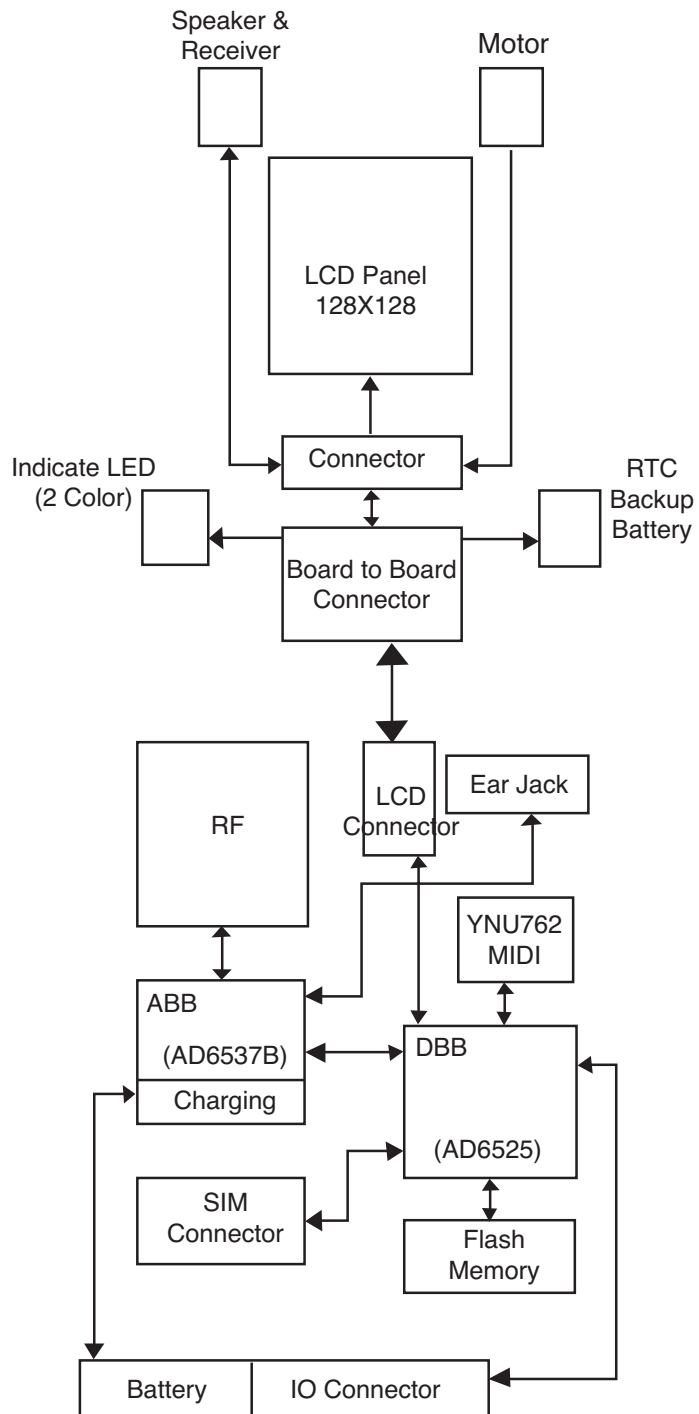 Speaker &
Receiver
Motor
LCD Panel
128X128
Connector
Indicate LED
(2 Color)
RTC
Backup
Battery
Board to Board
Connector
RF
LCD
Connector
Ear Jack
YNU762
MIDI
ABB
(AD6537B)
Charging
DBB
(AD6525)
SIM
Connector
Flash
Memory
Battery
IO Connector